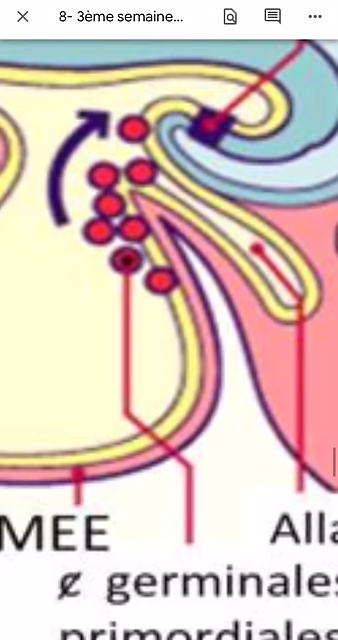 8- 3ème semaine...
MEE
Alla
ȼ germinales
primordiales